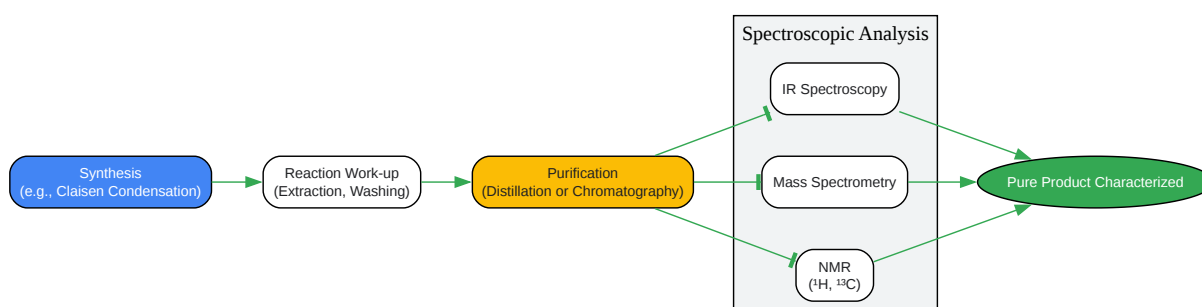 Synthesis
(e.g., Claisen Condensation)
Reaction Work-up
(Extraction, Washing)
Purification
(Distillation or Chromatography)
Spectroscopic Analysis
IR Spectroscopy
Mass Spectrometry
NMR
(¹H, ¹³C)
Pure Product Characterized